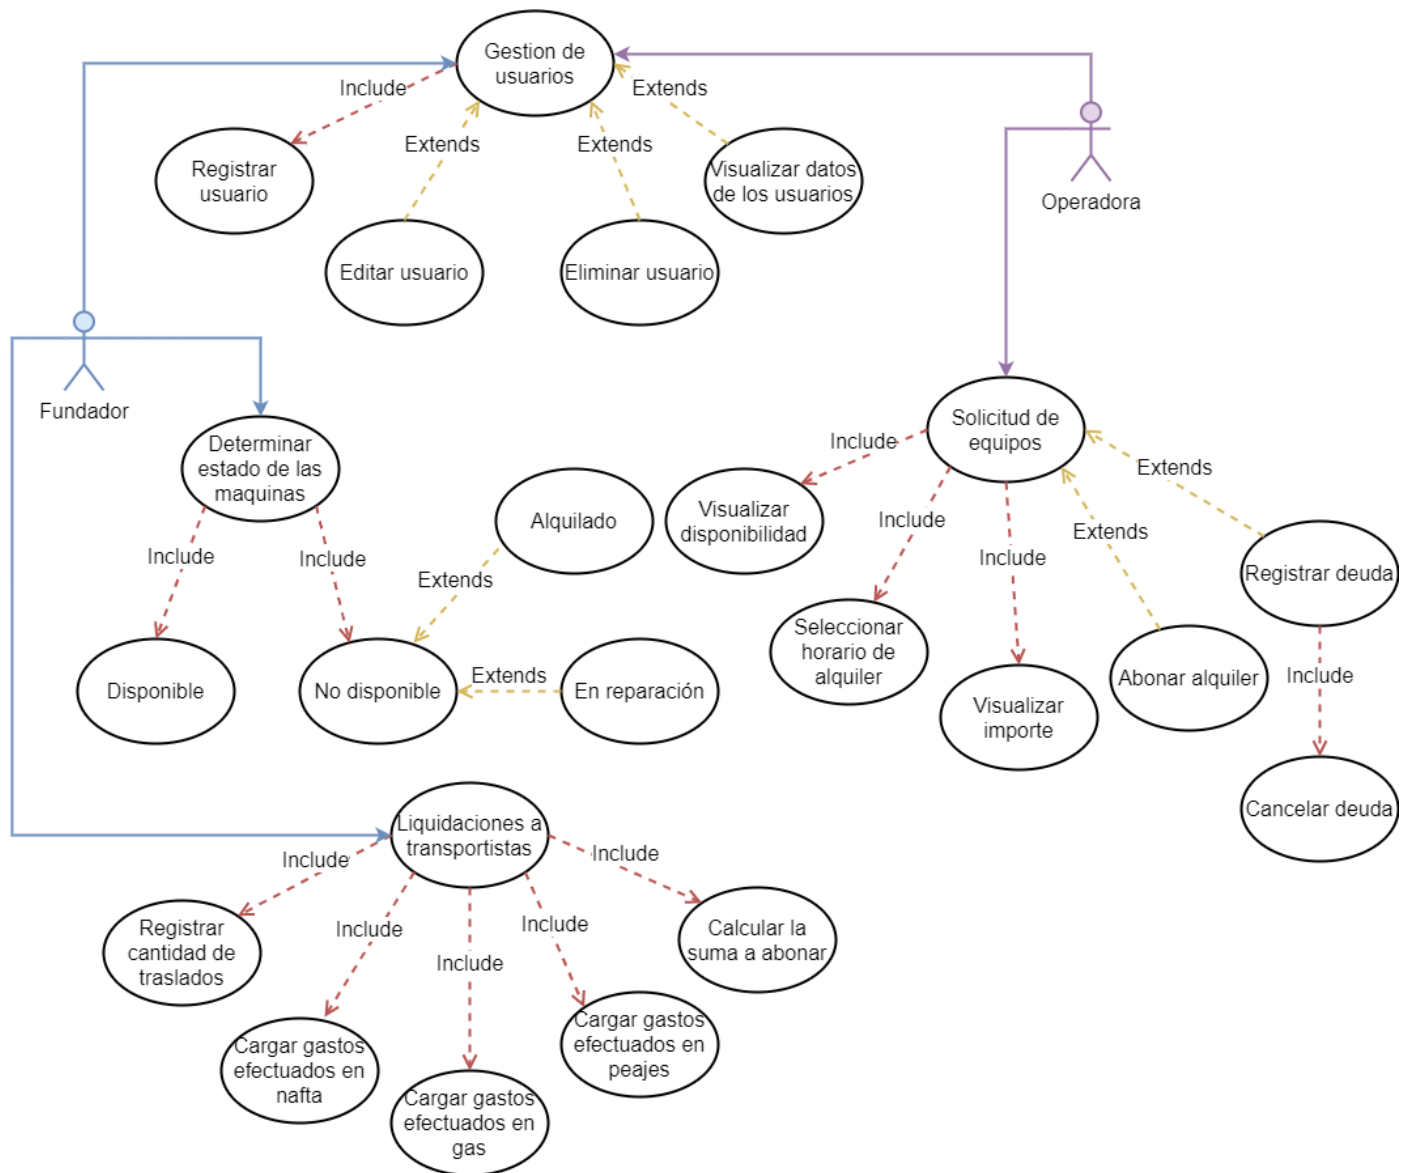 Gestion de
usuarios
Include
Extends
Extends
Extends
Registrar
usuario
Visualizar datos
de los usuarios
Operadora
Editar usuario
Eliminar usuario
Fundador
Determinar
estado de las
maquinas
Include
Include
Disponible
No disponible
Alquilado
Extends
Extends
En reparación
Solicitud de
equipos
Include
Include
Include
Extends
Extends
Visualizar
disponibilidad
Seleccionar
horario de
alquiler
Visualizar
importe
Abonar alquiler
Registrar deuda
Include
Cancelar deuda
Liquidaciones a
transportistas
Include
Include
Include
Include
Include
Registrar
cantidad de
traslados
Cargar gastos
efectuados en
nafta
Cargar gastos
efectuados en
gas
Cargar gastos
efectuados en
peajes
Calcular la
suma a abonar